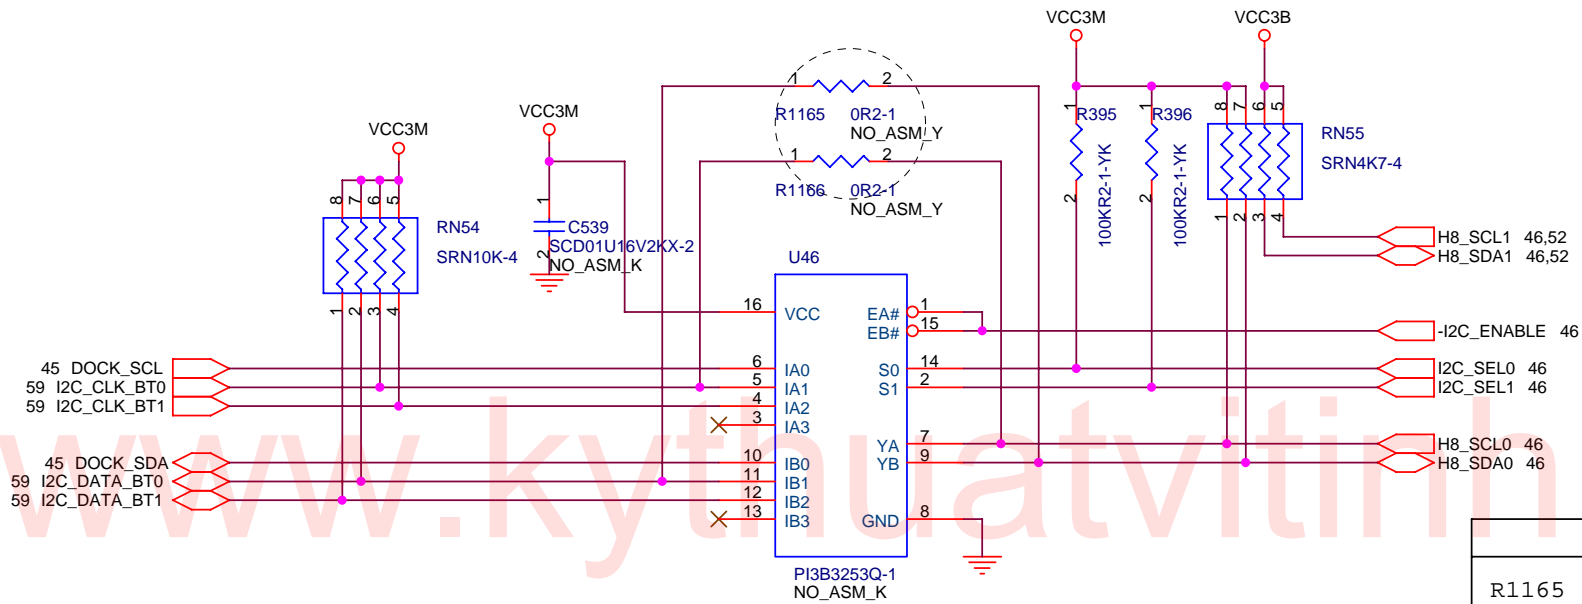 VCC3M
VCC3B
1
2
R1165 0R2-1
NO_ASM_Y
1
2
R1166 0R2-1
NO_ASM_Y
VCC3M
VCC3M
1
R395
100KR2-1-YK
2
1
R396
100KR2-1-YK
2
8 7 6 5
RN55
SRN4K7-4
1 2 3 4
8 7 6 5
RN54
SRN10K-4
1 2 3 4
1
C539
SCD01U16V2KX-2
2
NO_ASM_K
H8_SCL1 46,52
H8_SDA1 46,52
U46
16 VCC
EA# 1
EB# 15
-I2C_ENABLE 46
45 DOCK_SCL
6 IA0
S0 14
I2C_SEL0 46
59 I2C_CLK_BT0
5 IA1
S1 2
I2C_SEL1 46
59 I2C_CLK_BT1
4 IA2
3 IA3
YA 7
H8_SCL0 46
45 DOCK_SDA
10 IB0
YB 9
H8_SDA0 46
59 I2C_DATA_BT0
11 IB1
59 I2C_DATA_BT1
12 IB2
13 IB3
GND 8
PI3B3253Q-1
NO_ASM_K
www.kythuatvitinh
R1165